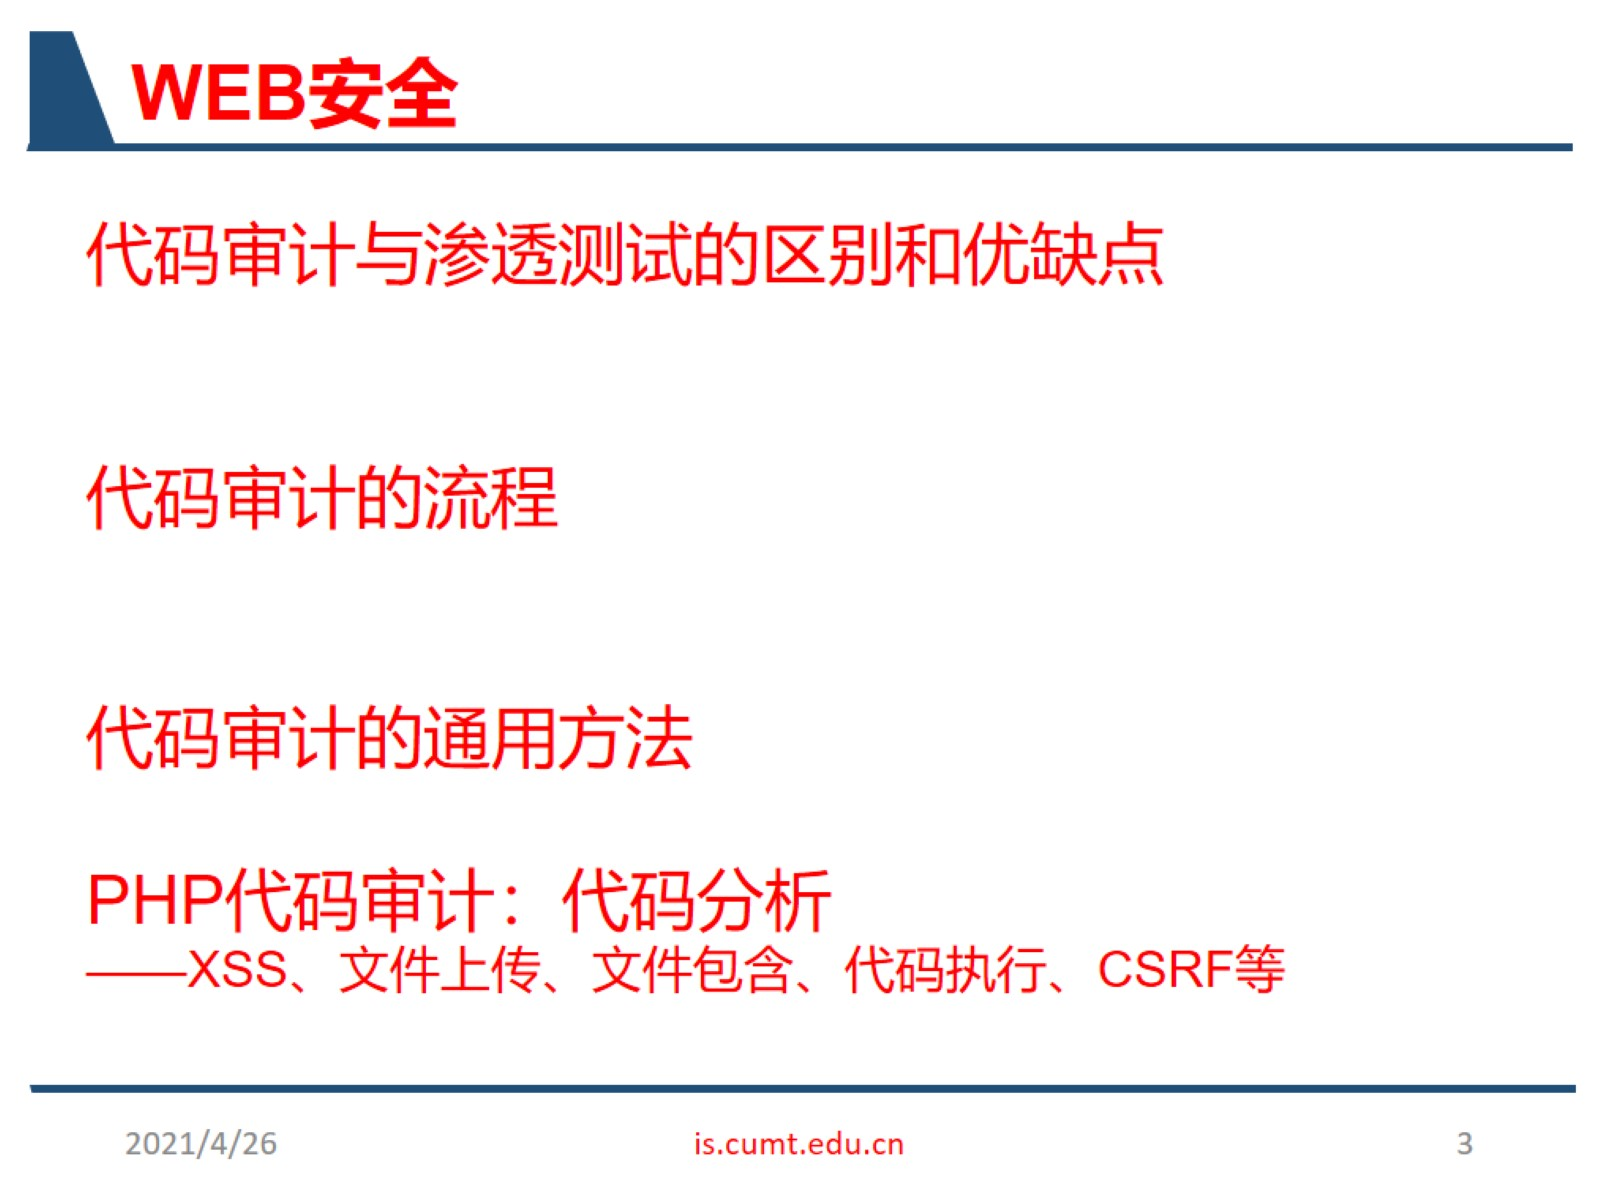 WEB安全
代码审计与渗透测试的区别和优缺点
代码审计的流程
代码审计的通用方法
PHP代码审计：代码分析
——XSS、文件上传、文件包含、代码执行、CSRF等
2021/4/26
is.cumt.edu.cn
3